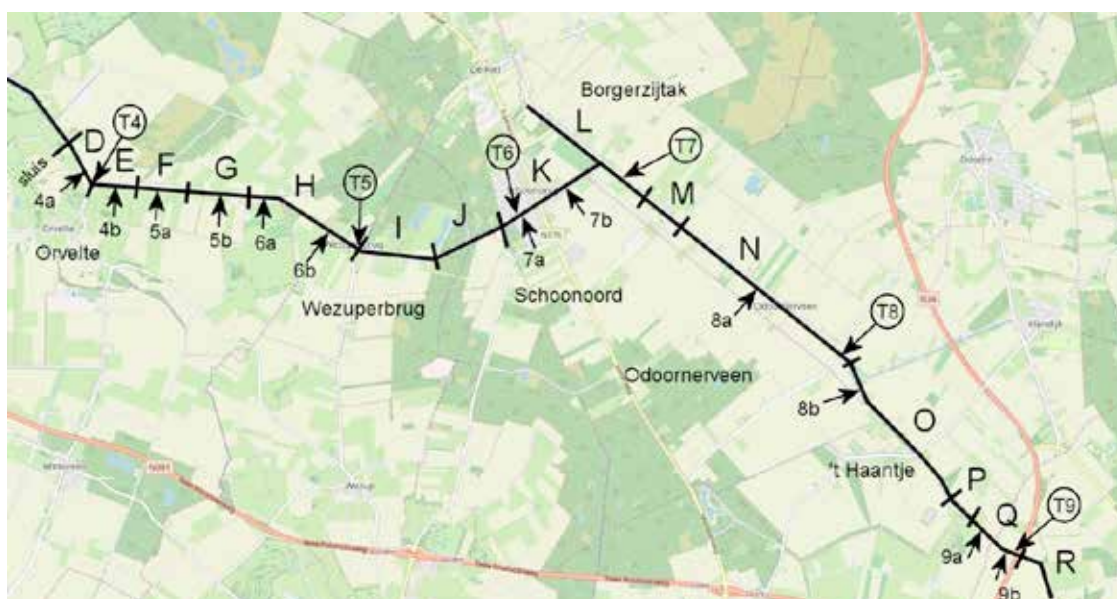 Borgerzijtak
L
T7
T4
D
sluis
E
F
G
H
4a
4b
5a
5b
6a
6b
Orvelte
T5
I
J
Wezuperbrug
T6
K
7a
7b
Schoonoord
M
N
8a
Odoornerveen
T8
8b
O
't Haantje
P
Q
T9
9a
9b
R